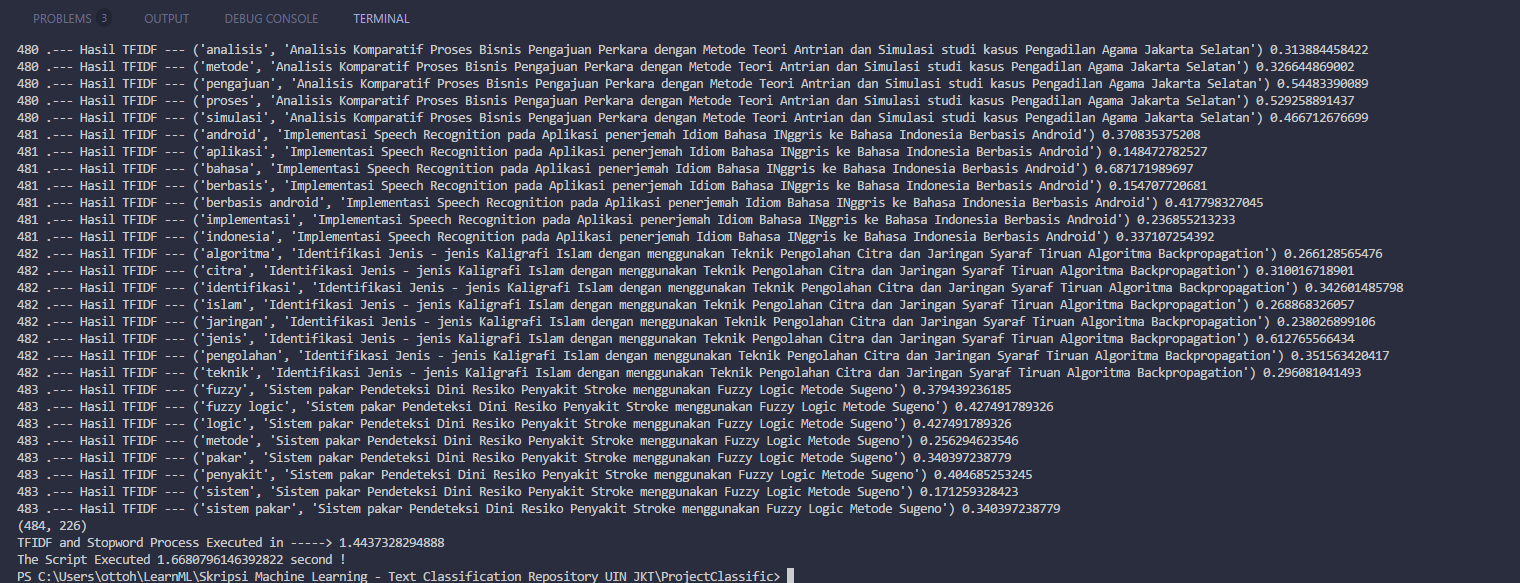 PROBLEMS 3 OUTPUT DEBUG CONSOLE TERMINAL
480 .--- Hasil TFIDF --- ('analisis', 'Analisis Komparatif Proses Bisnis Pengajuan Perkara dengan Metode Teori Antrian dan Simulasi studi kasus Pengadilan Agama Jakarta Selatan') 0.313884458422
480 .--- Hasil TFIDF --- ('metode', 'Analisis Komparatif Proses Bisnis Pengajuan Perkara dengan Metode Teori Antrian dan Simulasi studi kasus Pengadilan Agama Jakarta Selatan') 0.326644869002
480 .--- Hasil TFIDF --- ('pengajuan', 'Analisis Komparatif Proses Bisnis Pengajuan Perkara dengan Metode Teori Antrian dan Simulasi studi kasus Pengadilan Agama Jakarta Selatan') 0.54483390089
480 .--- Hasil TFIDF --- ('proses', 'Analisis Komparatif Proses Bisnis Pengajuan Perkara dengan Metode Teori Antrian dan Simulasi studi kasus Pengadilan Agama Jakarta Selatan') 0.529258891437
480 .--- Hasil TFIDF --- ('simulasi', 'Analisis Komparatif Proses Bisnis Pengajuan Perkara dengan Metode Teori Antrian dan Simulasi studi kasus Pengadilan Agama Jakarta Selatan') 0.466712676699
481 .--- Hasil TFIDF --- ('android', 'Implementasi Speech Recognition pada Aplikasi penerjemah Idiom Bahasa INggris ke Bahasa Indonesia Berbasis Android') 0.370835375208
481 .--- Hasil TFIDF --- ('aplikasi', 'Implementasi Speech Recognition pada Aplikasi penerjemah Idiom Bahasa INggris ke Bahasa Indonesia Berbasis Android') 0.148472782527
481 .--- Hasil TFIDF --- ('bahasa', 'Implementasi Speech Recognition pada Aplikasi penerjemah Idiom Bahasa INggris ke Bahasa Indonesia Berbasis Android') 0.687171989697
481 .--- Hasil TFIDF --- ('berbasis', 'Implementasi Speech Recognition pada Aplikasi penerjemah Idiom Bahasa INggris ke Bahasa Indonesia Berbasis Android') 0.154707720681
481 .--- Hasil TFIDF --- ('berbasis android', 'Implementasi Speech Recognition pada Aplikasi penerjemah Idiom Bahasa INggris ke Bahasa Indonesia Berbasis Android') 0.417798327045
481 .--- Hasil TFIDF --- ('implementasi', 'Implementasi Speech Recognition pada Aplikasi penerjemah Idiom Bahasa INggris ke Bahasa Indonesia Berbasis Android') 0.236855213233
481 .--- Hasil TFIDF --- ('indonesia', 'Implementasi Speech Recognition pada Aplikasi penerjemah Idiom Bahasa INggris ke Bahasa Indonesia Berbasis Android') 0.337107254392
482 .--- Hasil TFIDF --- ('algoritma', 'Identifikasi Jenis - jenis Kaligrafi Islam dengan menggunakan Teknik Pengolahan Citra dan Jaringan Syaraf Tiruan Algoritma Backpropagation') 0.266128565476
482 .--- Hasil TFIDF --- ('citra', 'Identifikasi Jenis - jenis Kaligrafi Islam dengan menggunakan Teknik Pengolahan Citra dan Jaringan Syaraf Tiruan Algoritma Backpropagation') 0.310016718901
482 .--- Hasil TFIDF --- ('identifikasi', 'Identifikasi Jenis - jenis Kaligrafi Islam dengan menggunakan Teknik Pengolahan Citra dan Jaringan Syaraf Tiruan Algoritma Backpropagation') 0.342601485798
482 .--- Hasil TFIDF --- ('islam', 'Identifikasi Jenis - jenis Kaligrafi Islam dengan menggunakan Teknik Pengolahan Citra dan Jaringan Syaraf Tiruan Algoritma Backpropagation') 0.268868326057
482 .--- Hasil TFIDF --- ('jaringan', 'Identifikasi Jenis - jenis Kaligrafi Islam dengan menggunakan Teknik Pengolahan Citra dan Jaringan Syaraf Tiruan Algoritma Backpropagation') 0.238026899106
482 .--- Hasil TFIDF --- ('jenis', 'Identifikasi Jenis - jenis Kaligrafi Islam dengan menggunakan Teknik Pengolahan Citra dan Jaringan Syaraf Tiruan Algoritma Backpropagation') 0.612765566434
482 .--- Hasil TFIDF --- ('pengolahan', 'Identifikasi Jenis - jenis Kaligrafi Islam dengan menggunakan Teknik Pengolahan Citra dan Jaringan Syaraf Tiruan Algoritma Backpropagation') 0.351563420417
482 .--- Hasil TFIDF --- ('teknik', 'Identifikasi Jenis - jenis Kaligrafi Islam dengan menggunakan Teknik Pengolahan Citra dan Jaringan Syaraf Tiruan Algoritma Backpropagation') 0.296081041493
483 .--- Hasil TFIDF --- ('fuzzy', 'Sistem pakar Pendeteksi Dini Resiko Penyakit Stroke menggunakan Fuzzy Logic Metode Sugeno') 0.379439236185
483 .--- Hasil TFIDF --- ('fuzzy logic', 'Sistem pakar Pendeteksi Dini Resiko Penyakit Stroke menggunakan Fuzzy Logic Metode Sugeno') 0.427491789326
483 .--- Hasil TFIDF --- ('logic', 'Sistem pakar Pendeteksi Dini Resiko Penyakit Stroke menggunakan Fuzzy Logic Metode Sugeno') 0.427491789326
483 .--- Hasil TFIDF --- ('metode', 'Sistem pakar Pendeteksi Dini Resiko Penyakit Stroke menggunakan Fuzzy Logic Metode Sugeno') 0.256294623546
483 .--- Hasil TFIDF --- ('pakar', 'Sistem pakar Pendeteksi Dini Resiko Penyakit Stroke menggunakan Fuzzy Logic Metode Sugeno') 0.340397238779
483 .--- Hasil TFIDF --- ('penyakit', 'Sistem pakar Pendeteksi Dini Resiko Penyakit Stroke menggunakan Fuzzy Logic Metode Sugeno') 0.404685253245
483 .--- Hasil TFIDF --- ('sistem', 'Sistem pakar Pendeteksi Dini Resiko Penyakit Stroke menggunakan Fuzzy Logic Metode Sugeno') 0.171259328423
483 .--- Hasil TFIDF --- ('sistem pakar', 'Sistem pakar Pendeteksi Dini Resiko Penyakit Stroke menggunakan Fuzzy Logic Metode Sugeno') 0.340397238779
(484, 226)
TFIDF and Stopword Process Executed in -----> 1.4437328294888
The Script Executed 1.6680796146392822 second !
PS C:\Users\ottoh\LearnML\Skripsi Machine Learning - Text Classification Repository UIN JKT\ProjectClassific>